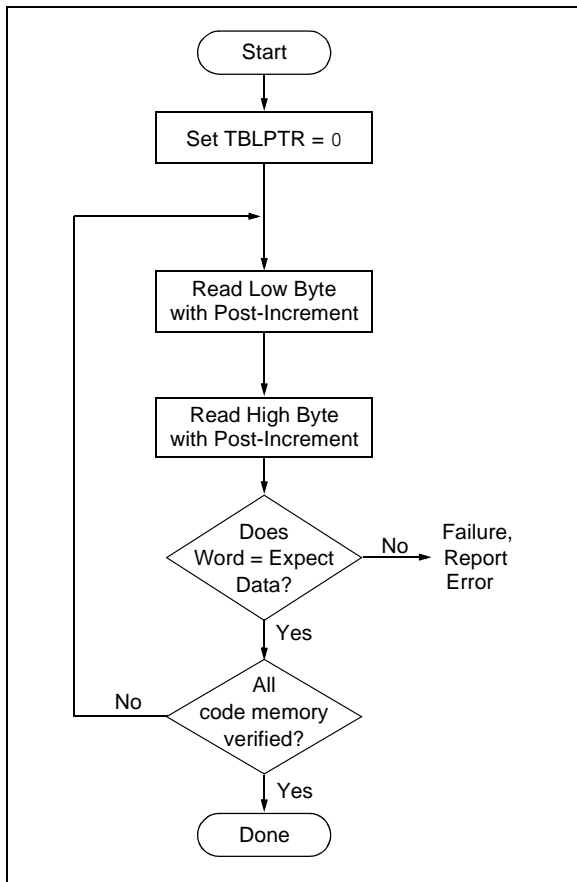 Start
Set TBLPTR = 0
Read Low Byte
with Post-Increment
Read High Byte
with Post-Increment
Does
Word = Expect
Data?
No
Failure,
Report
Error
Yes
All
code memory
verified?
No
Yes
Done